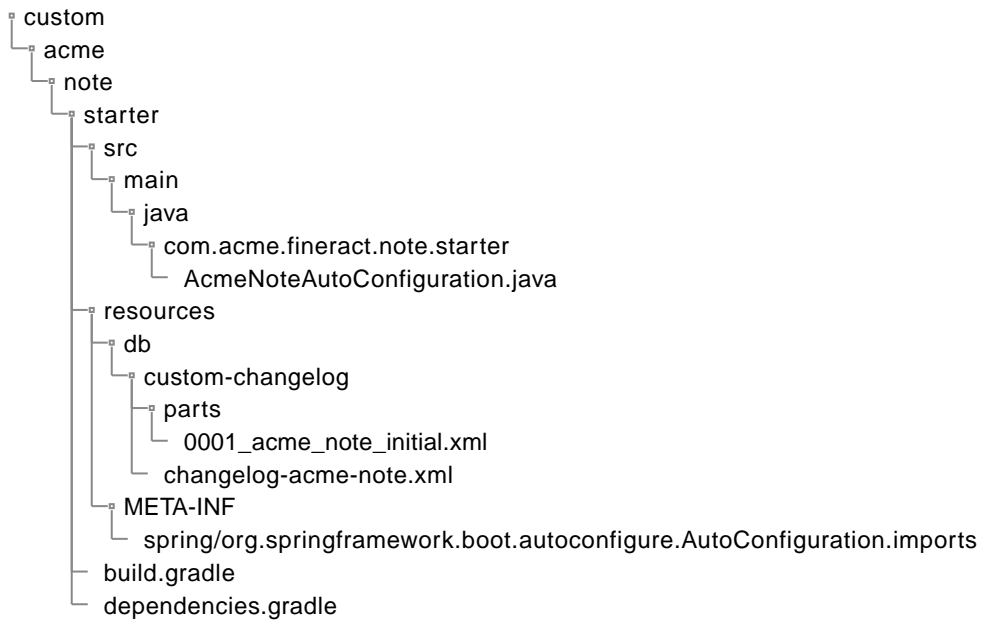 custom
acme
note
starter
src
main
java
com.acme.fineract.note.starter
AcmeNoteAutoConfiguration.java
resources
db
custom-changelog
parts
0001_acme_note_initial.xml
changelog-acme-note.xml
META-INF
spring/org.springframework.boot.autoconfigure.AutoConfiguration.imports
build.gradle
dependencies.gradle